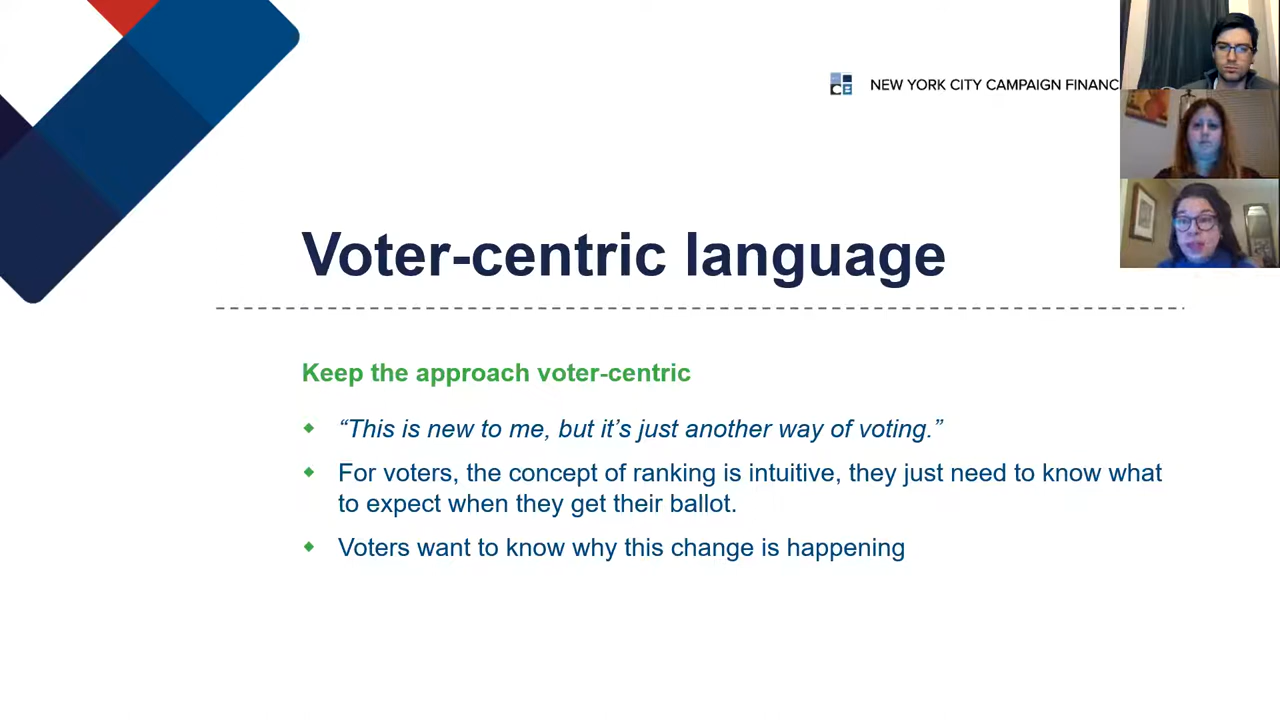 NEW YORK CITY CAMPAIGN FINANC
Voter-centric language
Keep the approach voter-centric
“This is new to me, but it’s just another way of voting.”
For voters, the concept of ranking is intuitive, they just need to know what
to expect when they get their ballot.
Voters want to know why this change is happening